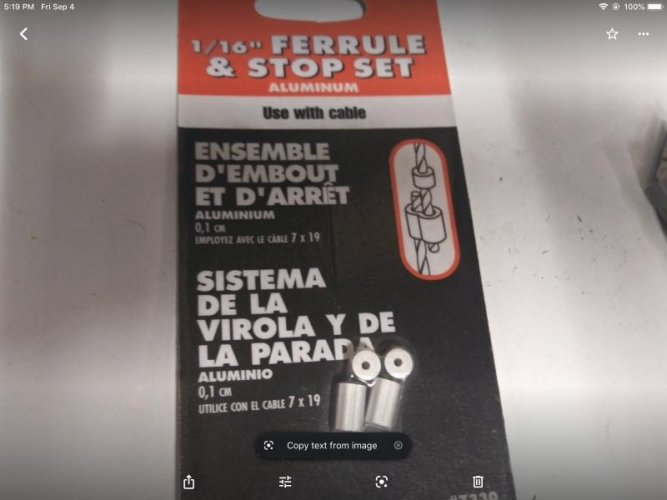 5:19 PM Fri Sep 4
100%
1/16" FERRULE
& STOP SET
ALUMINUM
Use with cable
ENSEMBLE
D'EMBOUT
ET D'ARRÊT
ALUMINIUM
0,1 CM
EMPLOYEZ AVEC LE CÂBLE 7 x 19
SISTEMA
DE LA
VIROLA Y DE
LA PARADA
ALUMINIO
0,1 CM
UTILICE CON EL CABLE 7 x 19
Copy text from image